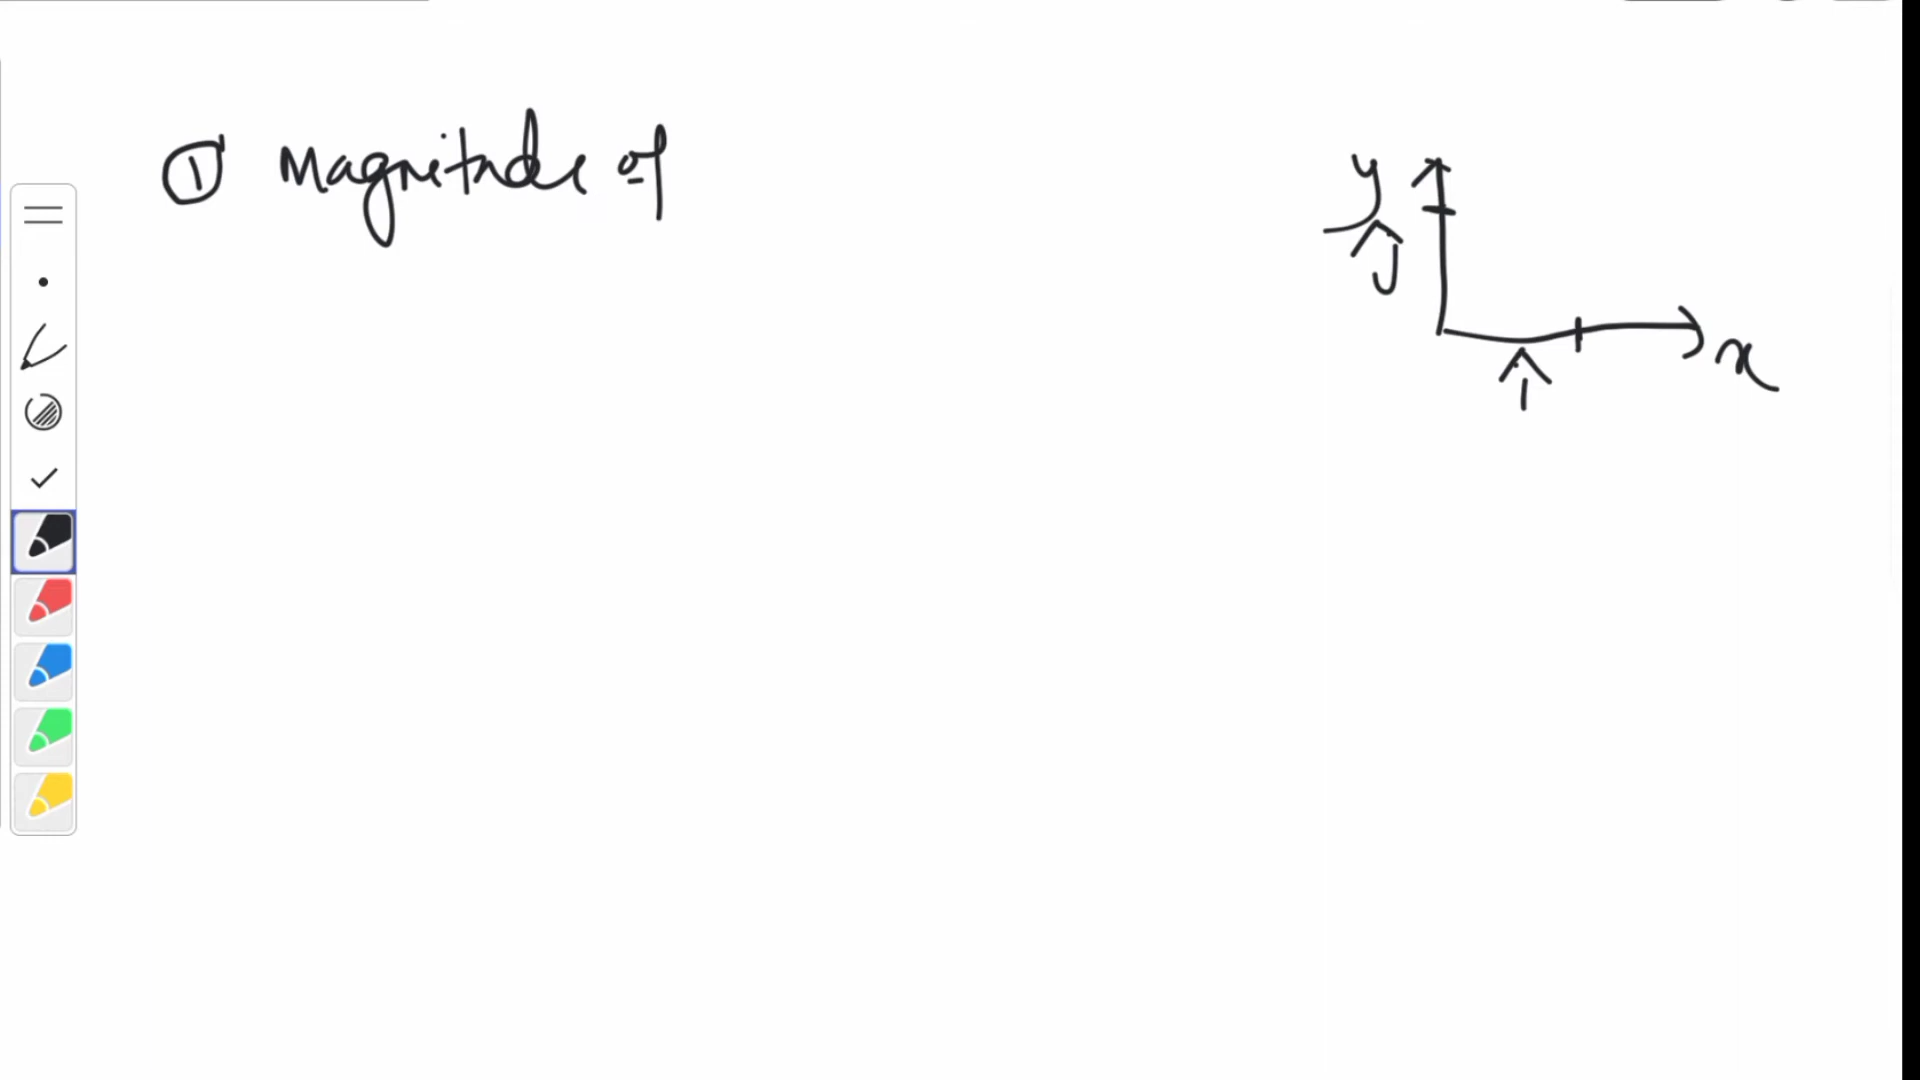 ① Magnitude of
y
ĵ
x
î